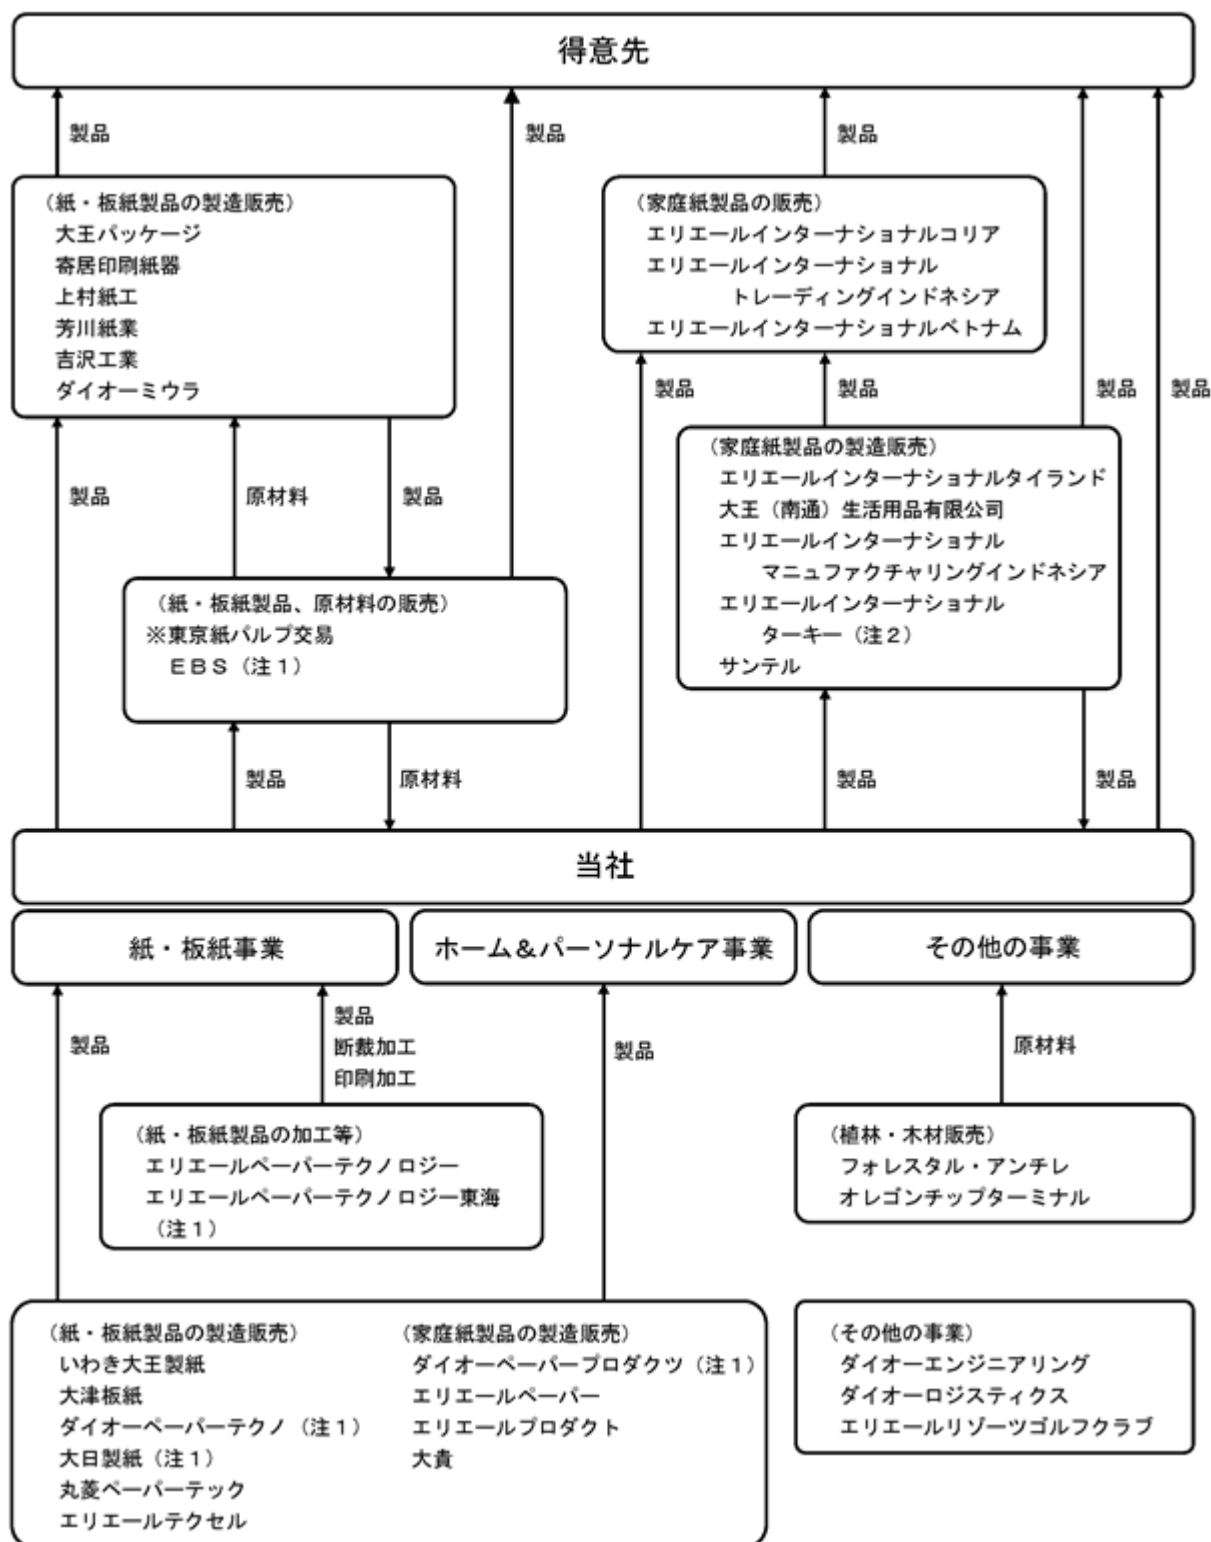 得意先
製品
製品
製品
(紙・板紙製品の製造販売)
大王パッケージ
寄居印刷紙器
上村紙工
芳川紙業
吉沢工業
ダイオーミウラ
(家庭紙製品の販売)
エリエールインターナショナルコリア
エリエールインターナショナル
トレーディングインドネシア
エリエールインターナショナルベトナム
製品
製品
製品
製品
(家庭紙製品の製造販売)
エリエールインターナショナルタイランド
大王(南通)生活用品有限公司
エリエールインターナショナル
マニュファクチャリングインドネシア
エリエールインターナショナル
ターキー(注2)
サンテル
製品
原材料
製品
(紙・板紙製品、原材料の販売)
※東京紙パルプ交易
EBS(注1)
製品
原材料
製品
製品
当社
紙・板紙事業
ホーム&パーソナルケア事業
その他の事業
製品
製品
断裁加工
印刷加工
製品
原材料
(紙・板紙製品の加工等)
エリエールペーパーテクノロジー
エリエールペーパーテクノロジー東海
(注1)
(植林・木材販売)
フォレスタル・アンチレ
オレゴンチップターミナル
(紙・板紙製品の製造販売)
いわき大王製紙
大津板紙
ダイオーペーパーテクノ(注1)
大日製紙(注1)
丸菱ペーパーテック
エリエールテクセル
(家庭紙製品の製造販売)
ダイオーペーパープロダクツ(注1)
エリエールペーパー
エリエールプロダクト
大貴
(その他の事業)
ダイオーエンジニアリング
ダイオーロジスティクス
エリエールリゾーツゴルフクラブ